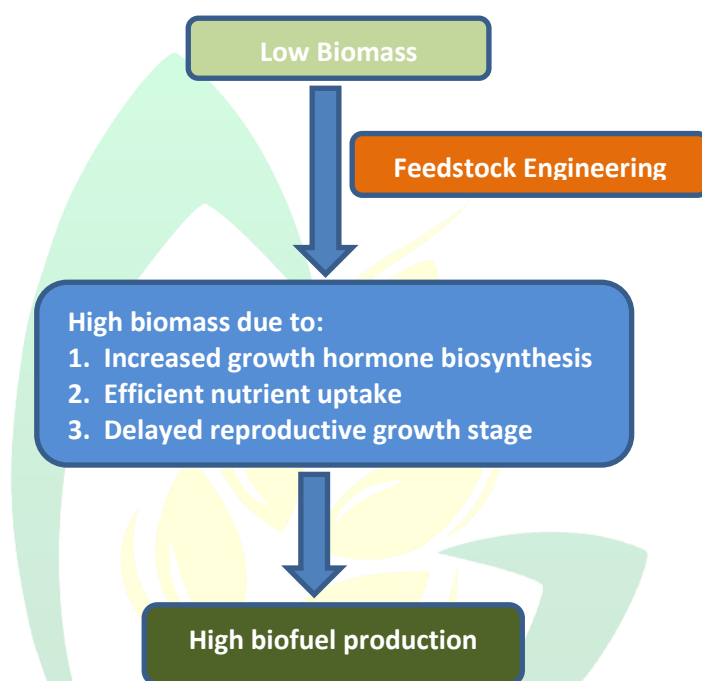 Low Biomass
Feedstock Engineering
High biomass due to:
1. Increased growth hormone biosynthesis
2. Efficient nutrient uptake
3. Delayed reproductive growth stage
High biofuel production